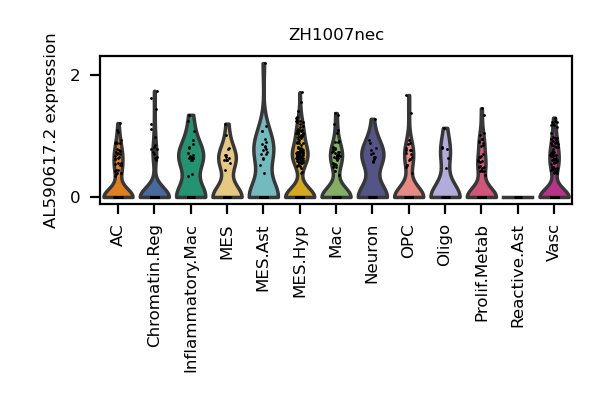 ZH1007nec
AL590617.2 expression
2
0
AC
Chromatin.Reg
Inflammatory.Mac
MES
MES.Ast
MES.Hyp
Mac
Neuron
OPC
Oligo
Prolif.Metab
Reactive.Ast
Vasc